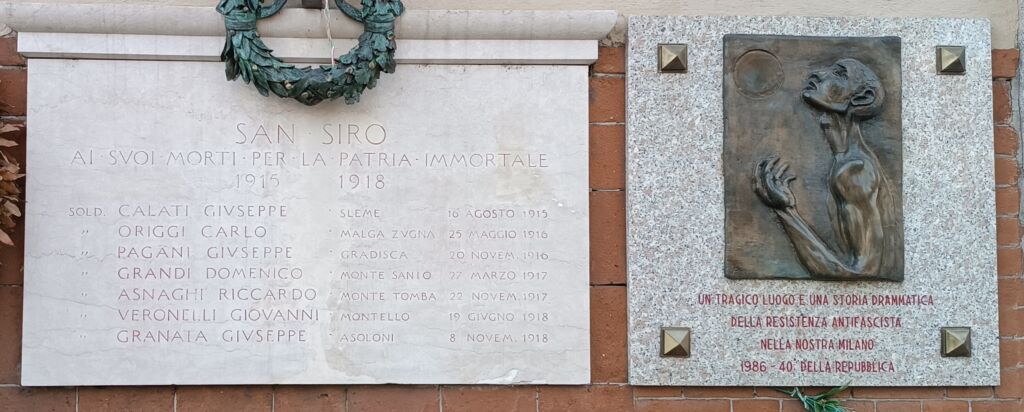 SAN · SIRO
AI · SVOI · MORTI · PER · LA · PATRIA · IMMORTALE
1915 1918
SOLD. CALATI GIVSEPPE · SLEME 16 AGOSTO 1915
,, ORIGGI CARLO · MALGA ZVGNA 25 MAGGIO 1916
,, PAGANI GIVSEPPE · GRADISCA 20 NOVEM. 1916
,, GRANDI DOMENICO · MONTE SANTO 27 MARZO 1917
,, ASNAGHI RICCARDO · MONTE TOMBA 22 NOVEM. 1917
,, VERONELLI GIOVANNI · MONTELLO 19 GIVGNO 1918
,, GRANATA GIVSEPPE · ASOLONI 8 NOVEM. 1918
UN TRAGICO LUOGO E UNA STORIA DRAMMATICA
DELLA RESISTENZA ANTIFASCISTA
NELLA NOSTRA MILANO
1986 - 40° DELLA REPUBBLICA